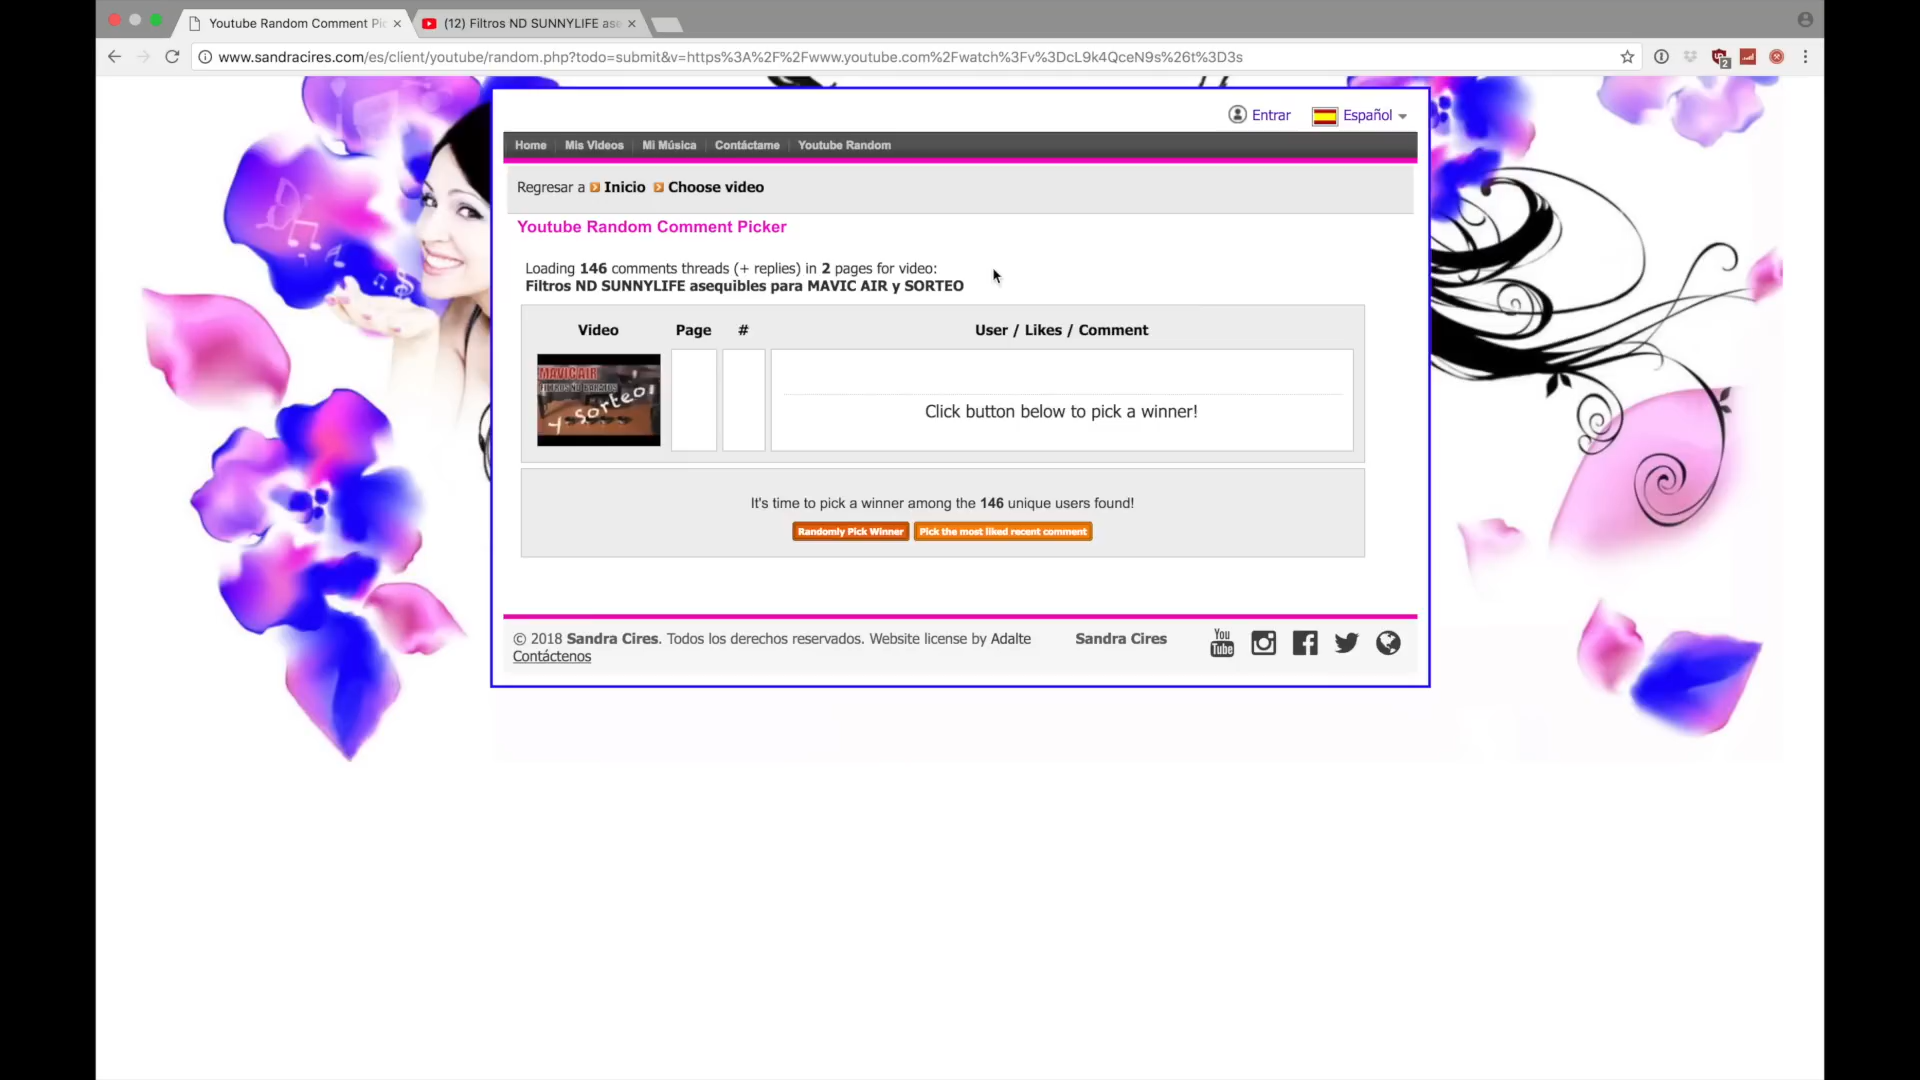 Youtube Random Comment Pic
(12) Filtros ND SUNNYLIFE ase
www.sandracires.com/es/client/youtube/random.php?todo=submit&v=https%3A%2F%2Fwww.youtube.com%2Fwatch%3Fv%3DcL9k4QceN9s%26t%3D3s
2
Entrar
Español
Home
Mis Videos
Mi Música
Contáctame
Youtube Random
Regresar a Inicio Choose video
Youtube Random Comment Picker
Loading 146 comments threads (+ replies) in 2 pages for video:
Filtros ND SUNNYLIFE asequibles para MAVIC AIR y SORTEO
Video
Page
#
User / Likes / Comment
MAVIC AIR
FILTROS ND BARATOS
Y Sorteo!
Click button below to pick a winner!
It's time to pick a winner among the 146 unique users found!
Randomly Pick Winner
Pick the most liked recent comment
© 2018 Sandra Cires. Todos los derechos reservados. Website license by Adalte
Contáctenos
Sandra Cires
You
Tube